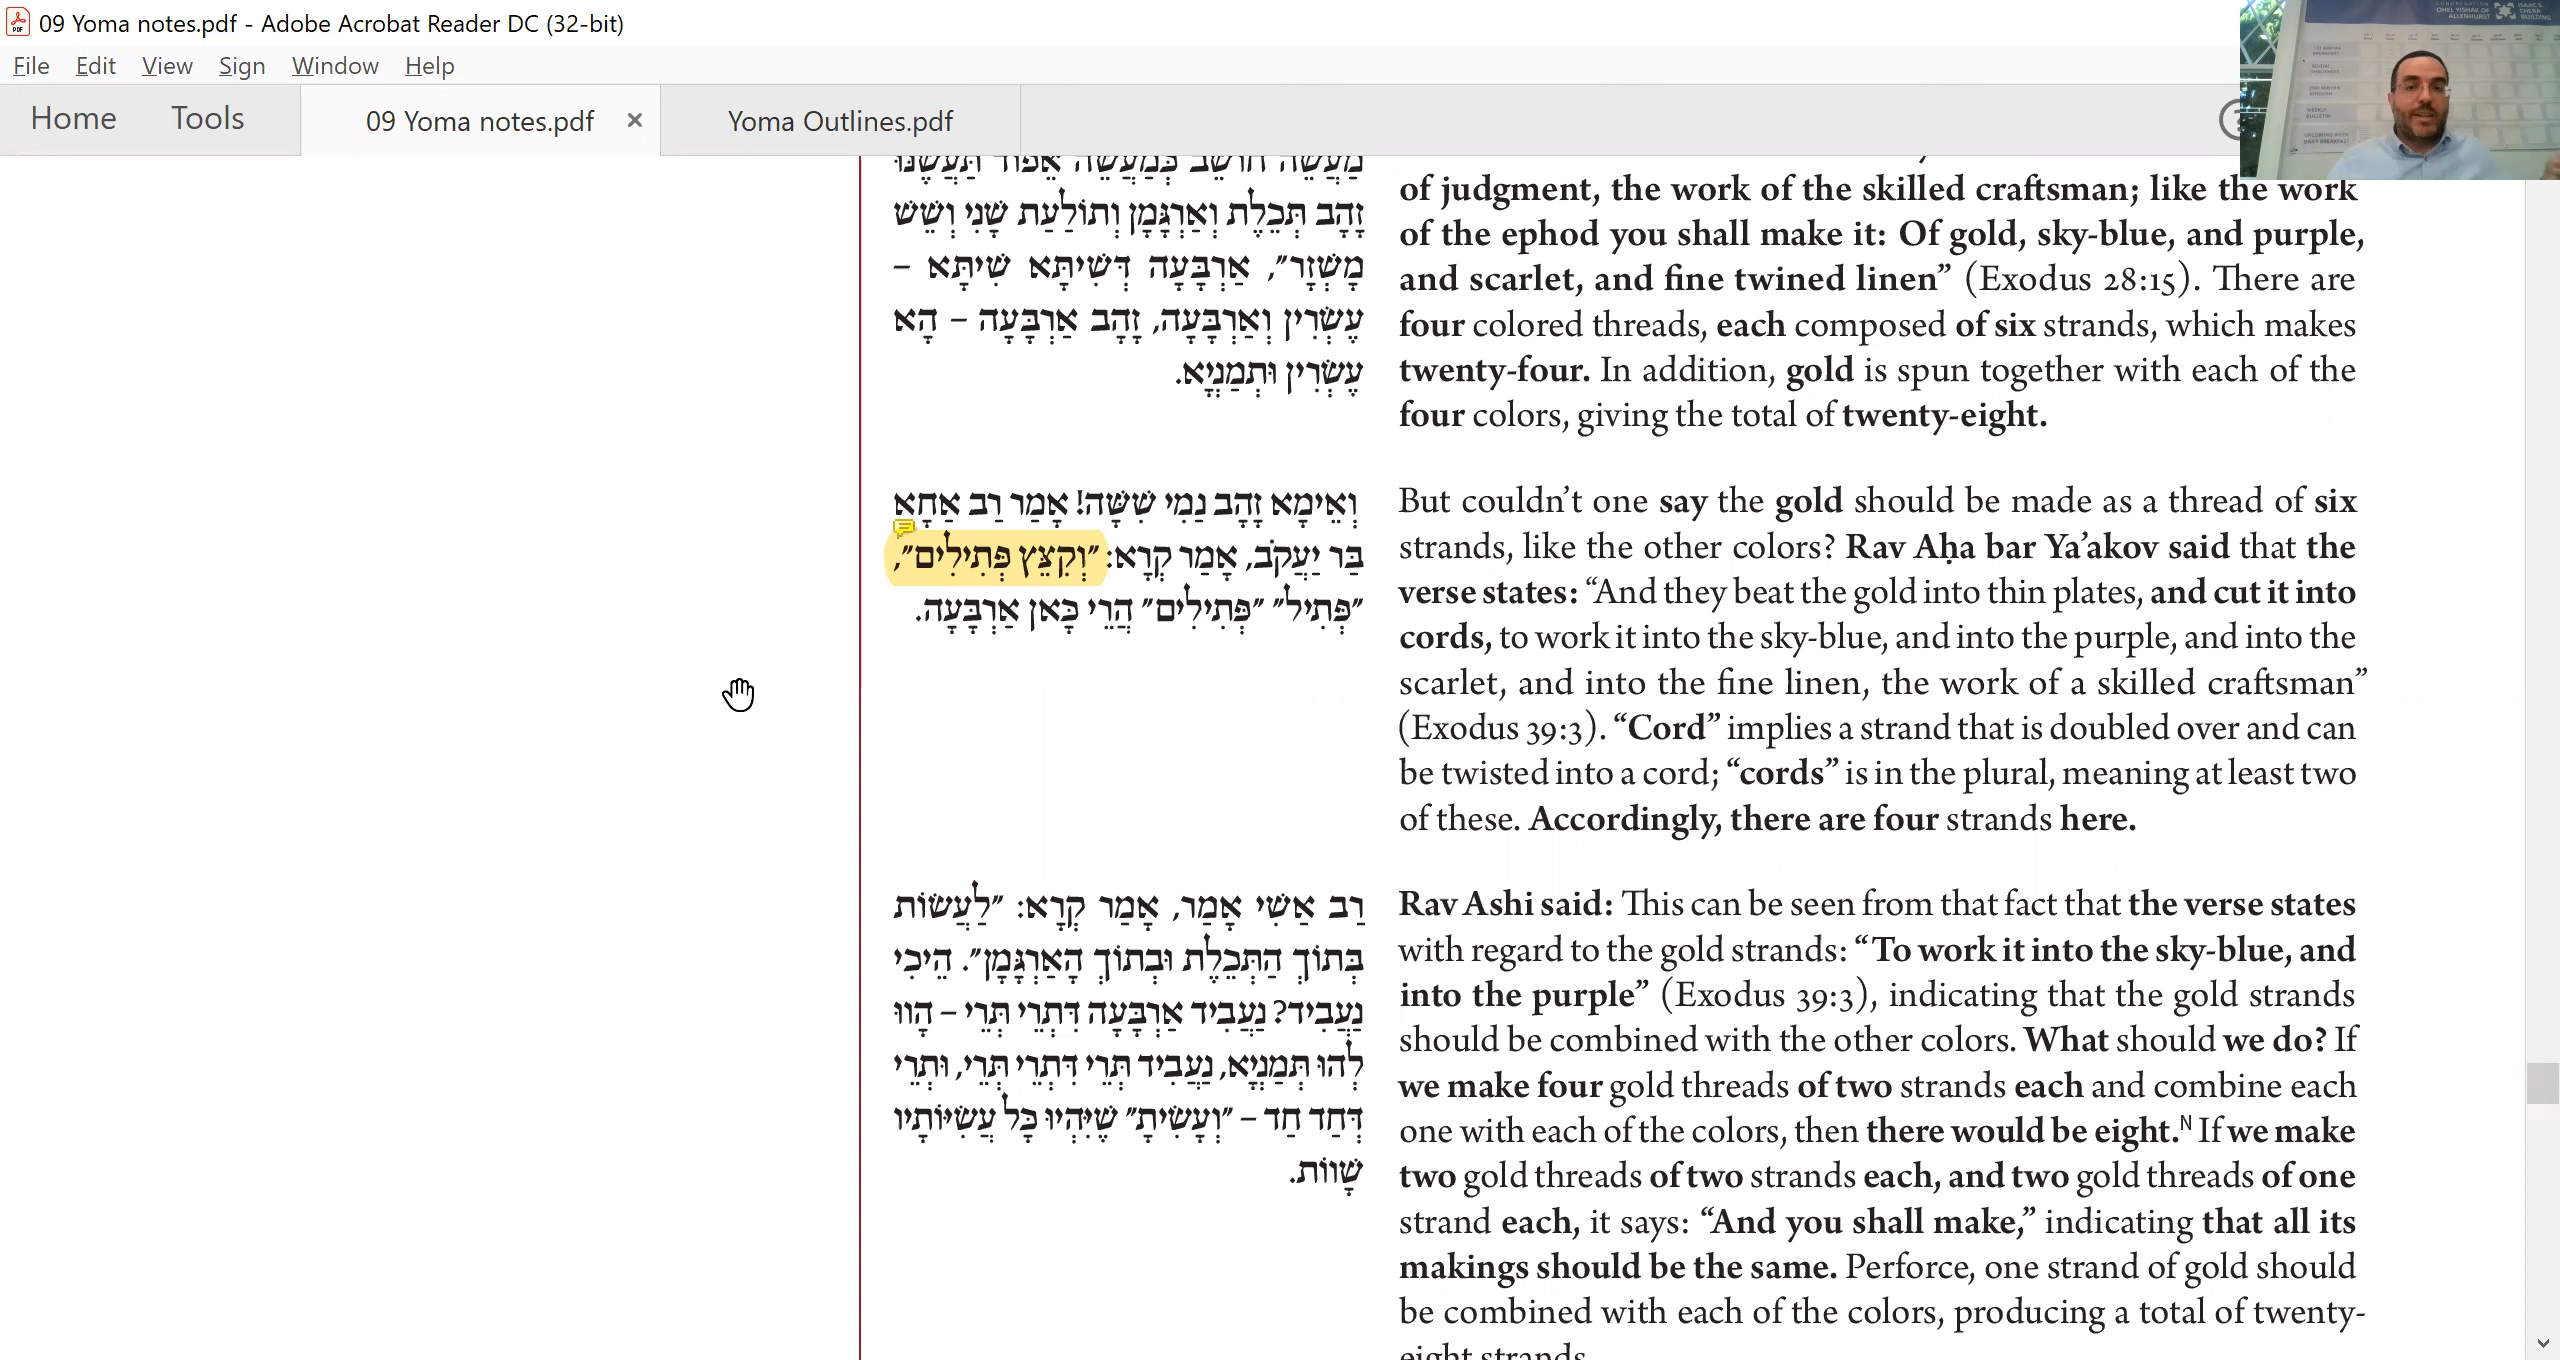 09 Yoma notes.pdf - Adobe Acrobat Reader DC (32-bit)
File Edit View Sign Window Help
Home Tools 09 Yoma notes.pdf × Yoma Outlines.pdf
מַעֲשֵׂה חוֹשֵׁב כְּמַעֲשֵׂה אֵפוֹד תַּעֲשֶׂנּוּ
זָהָב תְּכֵלֶת וְאַרְגָּמָן וְתוֹלַעַת שָׁנִי וְשֵׁשׁ
מָשְׁזָר״, אַרְבָּעָה דְּשִׁיתָּא שִׁיתָּא –
עֶשְׂרִין וְאַרְבָּעָה, זָהָב אַרְבָּעָה – הָא
עֶשְׂרִין וּתְמַנְיָא.
of judgment, the work of the skilled craftsman; like the work
of the ephod you shall make it: Of gold, sky-blue, and purple,
and scarlet, and fine twined linen” (Exodus 28:15). There are
four colored threads, each composed of six strands, which makes
twenty-four. In addition, gold is spun together with each of the
four colors, giving the total of twenty-eight.
וְאֵימָא זָהָב נַמִי שִׁשָּׁה! אָמַר רַב אַחָא
בַּר יַעֲקֹב, אָמַר קְרָא: ״וְקִצֵּץ פְּתִילִים״,
״פְּתִיל״ ״פְּתִילִים״ הֲרֵי כָּאן אַרְבָּעָה.
But couldn’t one say the gold should be made as a thread of six
strands, like the other colors? Rav Aḥa bar Ya’akov said that the
verse states: “And they beat the gold into thin plates, and cut it into
cords, to work it into the sky-blue, and into the purple, and into the
scarlet, and into the fine linen, the work of a skilled craftsman”
(Exodus 39:3). “Cord” implies a strand that is doubled over and can
be twisted into a cord; “cords” is in the plural, meaning at least two
of these. Accordingly, there are four strands here.
רַב אַשִׁי אָמַר, אָמַר קְרָא: ״לַעֲשׂוֹת
בְּתוֹךְ הַתְּכֵלֶת וּבְתוֹךְ הָאַרְגָּמָן״. הֵיכִי
נַעֲבִיד? נַעֲבִיד אַרְבָּעָה דִּתְרֵי תְּרֵי – הָווּ
לְהוּ תְּמַנְיָא, נַעֲבִיד תְּרֵי דִּתְרֵי תְּרֵי, וּתְרֵי
דְּחַד חַד – ״וְעָשִׂיתָ״ שֶׁיִּהְיוּ כָּל עֲשִׂיּוֹתָיו
שָׁווֹת.
Rav Ashi said: This can be seen from that fact that the verse states
with regard to the gold strands: “To work it into the sky-blue, and
into the purple” (Exodus 39:3), indicating that the gold strands
should be combined with the other colors. What should we do? If
we make four gold threads of two strands each and combine each
one with each of the colors, then there would be eight.ᴺ If we make
two gold threads of two strands each, and two gold threads of one
strand each, it says: “And you shall make,” indicating that all its
makings should be the same. Perforce, one strand of gold should
be combined with each of the colors, producing a total of twenty-
eight strands.